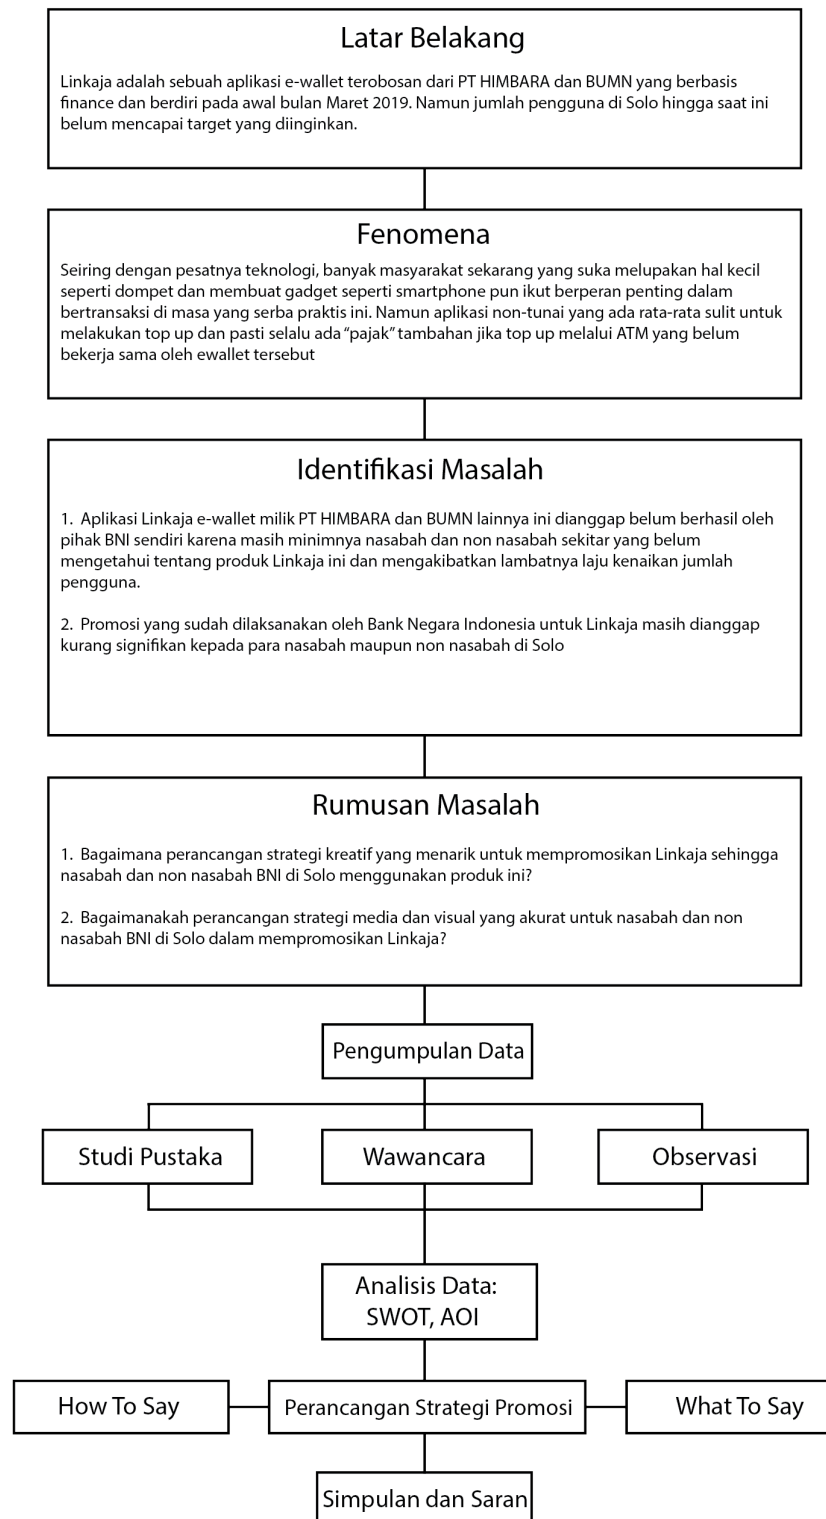 Latar Belakang
Linkaja adalah sebuah aplikasi e-wallet terobosan dari PT HIMBARA dan BUMN yang berbasis
finance dan berdiri pada awal bulan Maret 2019. Namun jumlah pengguna di Solo hingga saat ini
belum mencapai target yang diinginkan.
Fenomena
Seiring dengan pesatnya teknologi, banyak masyarakat sekarang yang suka melupakan hal kecil
seperti dompet dan membuat gadget seperti smartphone pun ikut berperan penting dalam
bertransaksi di masa yang serba praktis ini. Namun aplikasi non-tunai yang ada rata-rata sulit untuk
melakukan top up dan pasti selalu ada “pajak” tambahan jika top up melalui ATM yang belum
bekerja sama oleh ewallet tersebut
Identifikasi Masalah
1. Aplikasi Linkaja e-wallet milik PT HIMBARA dan BUMN lainnya ini dianggap belum berhasil oleh
pihak BNI sendiri karena masih minimnya nasabah dan non nasabah sekitar yang belum
mengetahui tentang produk Linkaja ini dan mengakibatkan lambatnya laju kenaikan jumlah
pengguna.
2. Promosi yang sudah dilaksanakan oleh Bank Negara Indonesia untuk Linkaja masih dianggap
kurang signifikan kepada para nasabah maupun non nasabah di Solo
Rumusan Masalah
1. Bagaimana perancangan strategi kreatif yang menarik untuk mempromosikan Linkaja sehingga
nasabah dan non nasabah BNI di Solo menggunakan produk ini?
2. Bagaimanakah perancangan strategi media dan visual yang akurat untuk nasabah dan non
nasabah BNI di Solo dalam mempromosikan Linkaja?
Pengumpulan Data
Studi Pustaka
Wawancara
Observasi
Analisis Data:
SWOT, AOI
How To Say
Perancangan Strategi Promosi
What To Say
Simpulan dan Saran